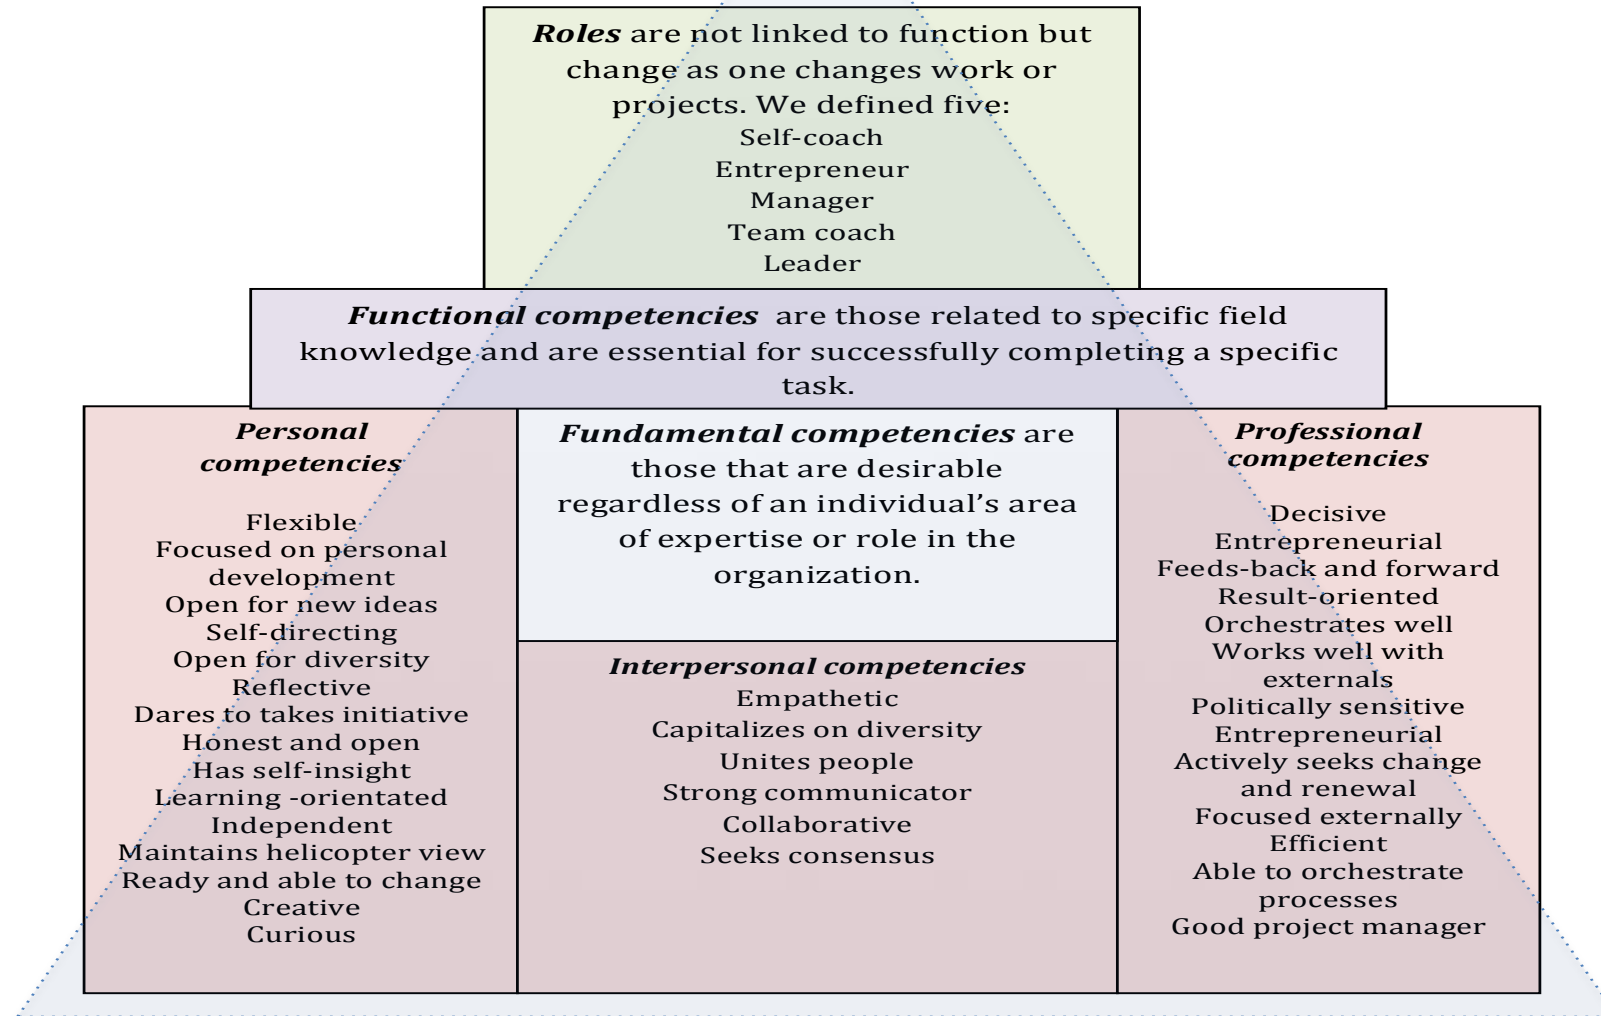 Roles are not linked to function but
change as one changes work or
projects. We defined five:
Self-coach
Entrepreneur
Manager
Team coach
Leader
Functional competencies are those related to specific field
knowledge and are essential for successfully completing a specific
task.
Personal
competencies
Flexible
Focused on personal
development
Open for new ideas
Self-directing
Open for diversity
Reflective
Dares to takes initiative
Honest and open
Has self-insight
Learning -orientated
Independent
Maintains helicopter view
Ready and able to change
Creative
Curious
Fundamental competencies are
those that are desirable
regardless of an individual’s area
of expertise or role in the
organization.
Interpersonal competencies
Empathetic
Capitalizes on diversity
Unites people
Strong communicator
Collaborative
Seeks consensus
Professional
competencies
Decisive
Entrepreneurial
Feeds-back and forward
Result-oriented
Orchestrates well
Works well with
externals
Politically sensitive
Entrepreneurial
Actively seeks change
and renewal
Focused externally
Efficient
Able to orchestrate
processes
Good project manager